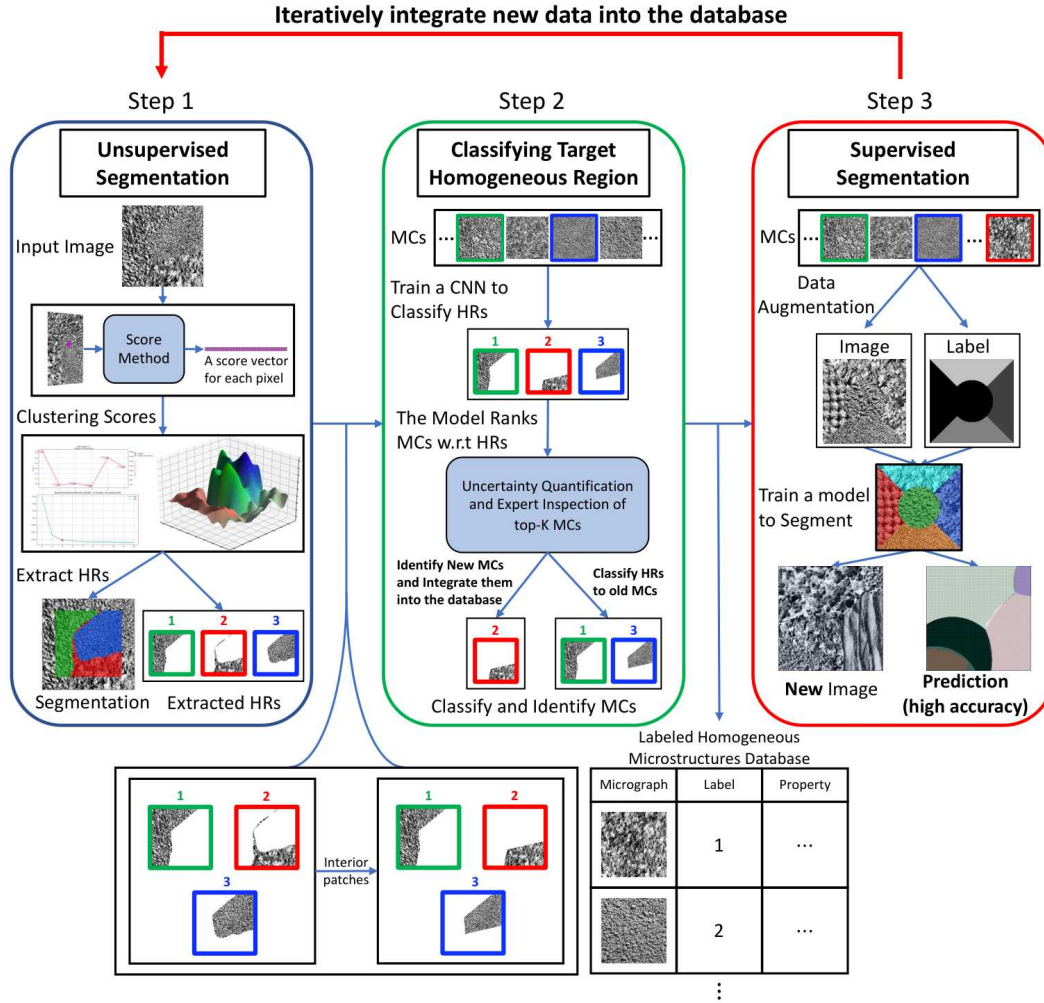 Iteratively integrate new data into the database
Step 1
Unsupervised
Segmentation
Input Image
Score
Method
A score vector
for each pixel
Clustering Scores
Extract HRs
1
2
3
Segmentation
Extracted HRs
Step 2
Classifying Target
Homogeneous Region
MCs
...
...
Train a CNN to
Classify HRs
1
2
3
The Model Ranks
MCs w.r.t HRs
Uncertainty Quantification
and Expert Inspection of
top-K MCs
Identify New MCs
and Integrate them
into the database
Classify HRs
to old MCs
2
1
3
Classify and Identify MCs
Step 3
Supervised
Segmentation
MCs
...
...
Data
Augmentation
Image
Label
Train a model
to Segment
New Image
Prediction
(high accuracy)
1
2
3
Interior
patches
1
2
3
Labeled Homogeneous
Microstructures Database
Micrograph
Label
Property
1
...
2
...
⋮